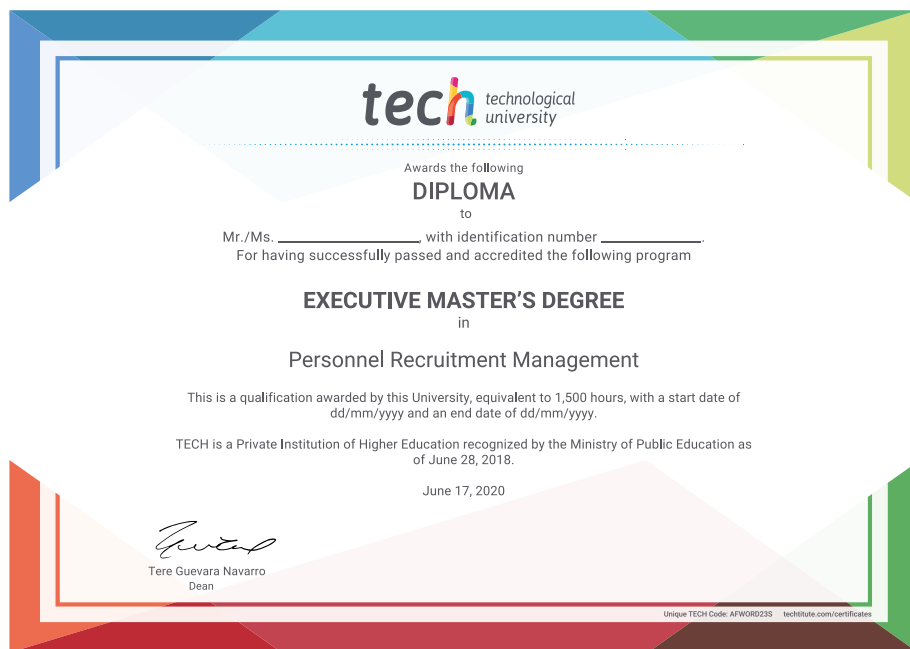 tech technological
university
Awards the following
DIPLOMA
to
Mr./Ms. ____________, with identification number ____________.
For having successfully passed and accredited the following program
EXECUTIVE MASTER'S DEGREE
in
Personnel Recruitment Management
This is a qualification awarded by this University, equivalent to 1,500 hours, with a start date of
dd/mm/yyyy and an end date of dd/mm/yyyy.
TECH is a Private Institution of Higher Education recognized by the Ministry of Public Education as
of June 28, 2018.
June 17, 2020
Tere Guevara Navarro
Dean
Unique TECH Code: AFWORD23S techtitute.com/certificates